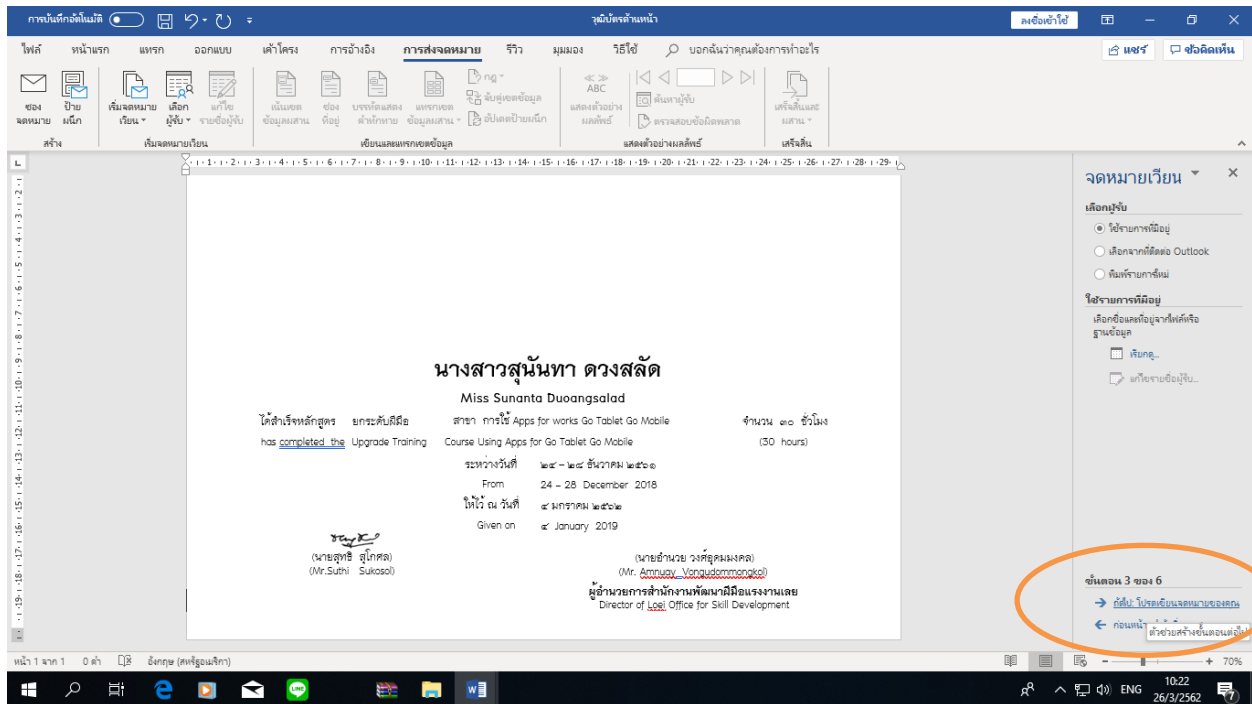 การบันทึกอัตโนมัติ วุฒิบัตรด้านหน้า ลงชื่อเข้าใช้
ไฟล์ หน้าแรก แทรก ออกแบบ เค้าโครง การอ้างอิง การส่งจดหมาย รีวิว มุมมอง วิธีใช้ บอกฉันว่าคุณต้องการทำอะไร แชร์ ข้อคิดเห็น
ซองจดหมาย ป้ายผนึก เริ่มจดหมายเวียน เลือกผู้รับ แก้ไขรายชื่อผู้รับ เน้นเขตข้อมูลผสาน ช่องที่อยู่ บรรทัดแสดงคำทักทาย แทรกเขตข้อมูลผสาน กฎ จับคู่เขตข้อมูล อัปเดตป้ายผนึก ABC แสดงตัวอย่างผลลัพธ์ ค้นหาผู้รับ ตรวจสอบข้อผิดพลาด เสร็จสิ้นและผสาน
สร้าง เริ่มจดหมายเวียน เขียนและแทรกเขตข้อมูล แสดงตัวอย่างผลลัพธ์ เสร็จสิ้น
1 2 3 4 5 6 7 8 9 10 11 12 13 14 15 16 17 18 19 20 21 22 23 24 25 26 27 28 29
นางสาวสุนันทา ดวงสลัด
Miss Sunanta Duoangsalad
ได้สำเร็จหลักสูตร ยกระดับฝีมือ สาขา การใช้ Apps for works Go Tablet Go Mobile จำนวน ๓๐ ชั่วโมง
has completed the Upgrade Training Course Using Apps for Go Tablet Go Mobile (30 hours)
ระหว่างวันที่ ๒๔ – ๒๘ ธันวาคม ๒๕๖๑
From 24 – 28 December 2018
ให้ไว้ ณ วันที่ ๔ มกราคม ๒๕๖๒
Given on ๔ January 2019
(นายสุทธิ สุโกศล) (นายอำนวย วงศ์อุดมมงคล)
(Mr.Suthi Sukosol) (Mr. Amnuay Vongudommongkol)
ผู้อำนวยการสำนักงานพัฒนาฝีมือแรงงานเลย
Director of Loei Office for Skill Development
จดหมายเวียน
เลือกผู้รับ
ใช้รายการที่มีอยู่
เลือกจากที่ติดต่อ Outlook
พิมพ์รายการใหม่
ใช้รายการที่มีอยู่
เลือกชื่อและที่อยู่จากไฟล์หรือ
ฐานข้อมูล
เรียกดู...
แก้ไขรายชื่อผู้รับ...
ขั้นตอน 3 ของ 6
ถัดไป: โปรดเขียนจดหมายของคุณ
ก่อนหน้า
ตัวช่วยสร้างขั้นตอนต่อไป
หน้า 1 จาก 1 0 คำ อังกฤษ (สหรัฐอเมริกา) 70%
ENG 10:22
26/3/2562